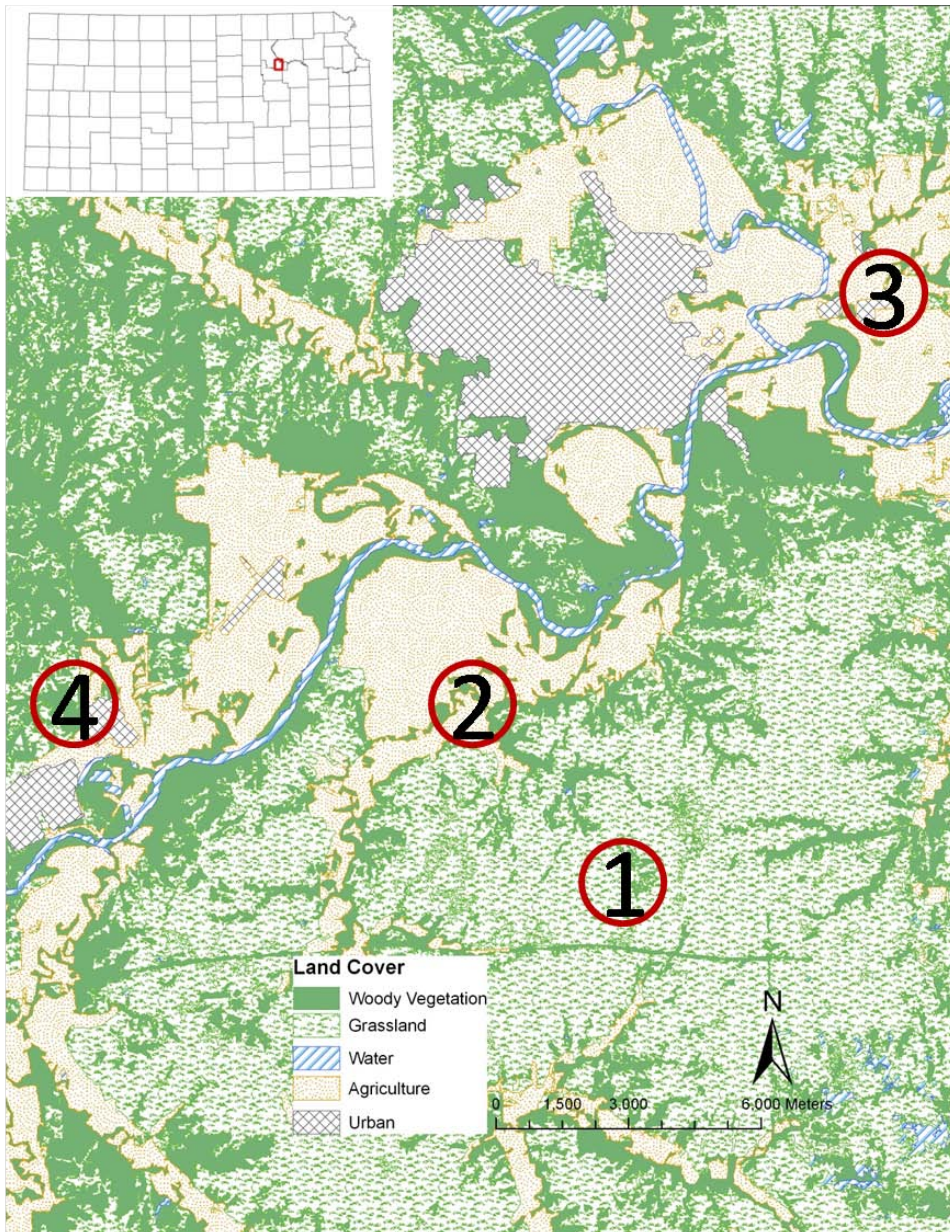 3
4
2
1
Land Cover
Woody Vegetation
Grassland
Water
Agriculture
Urban
N
0 1,500 3,000 6,000 Meters